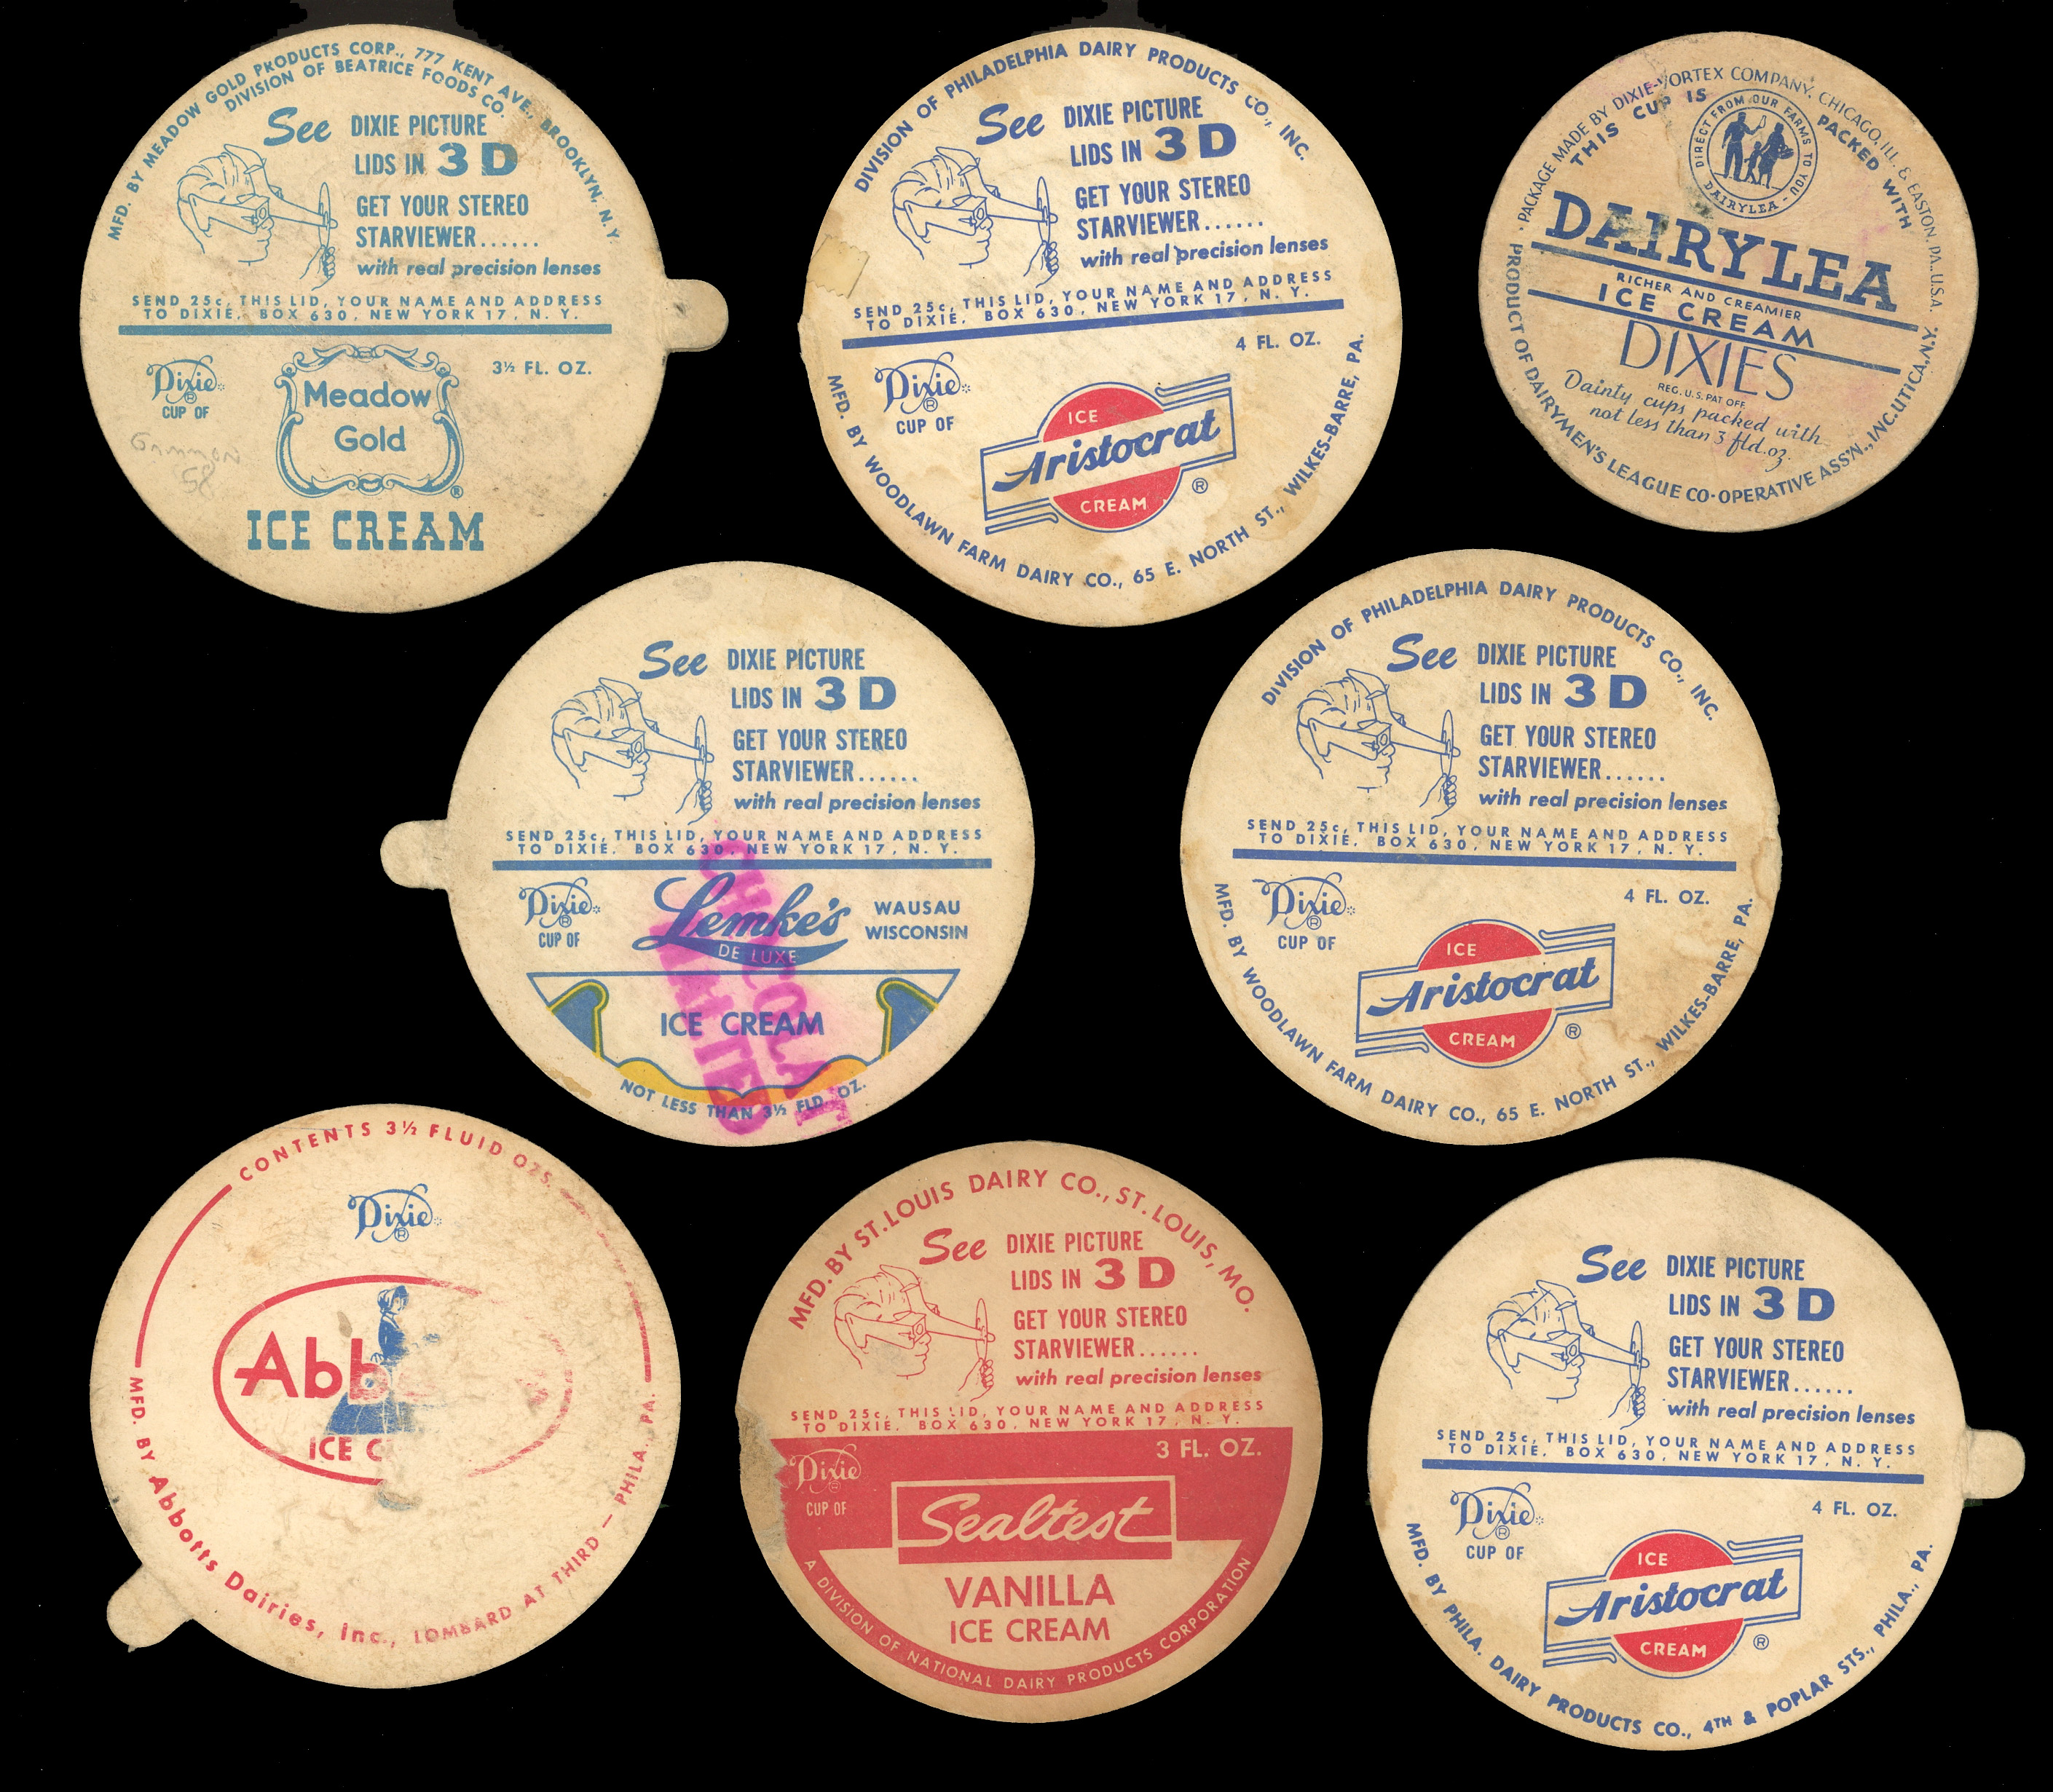 MFD. BY MEADOW GOLD PRODUCTS CORP., 777 KENT AVE., BROOKLYN, N.Y.
DIVISION OF BEATRICE FOODS CO.
See DIXIE PICTURE
LIDS IN 3D
GET YOUR STEREO
STARVIEWER......
with real precision lenses
SEND 25c, THIS LID, YOUR NAME AND ADDRESS
TO DIXIE, BOX 630, NEW YORK 17, N. Y.
Dixie ®
CUP OF
3½ FL. OZ.
Meadow
Gold ®
ICE CREAM
58
DIVISION OF PHILADELPHIA DAIRY PRODUCTS CO., INC.
See DIXIE PICTURE
LIDS IN 3D
GET YOUR STEREO
STARVIEWER......
with real precision lenses
SEND 25c, THIS LID, YOUR NAME AND ADDRESS
TO DIXIE, BOX 630, NEW YORK 17, N. Y.
4 FL. OZ.
Dixie ®
CUP OF
ICE
Aristocrat
CREAM ®
MFD. BY WOODLAWN FARM DAIRY CO., 65 E. NORTH ST., WILKES-BARRE, PA.
· PACKAGE MADE BY DIXIE-VORTEX COMPANY, CHICAGO, ILL. & EASTON, PA., U.S.A.
THIS CUP IS PACKED WITH
DIRECT FROM OUR FARMS TO YOU
- DAIRYLEA -
DAIRYLEA
RICHER AND CREAMIER
ICE CREAM
DIXIES
REG. U.S. PAT OFF.
Dainty cups packed with
not less than 3 fld. oz.
PRODUCT OF DAIRYMEN'S LEAGUE CO-OPERATIVE ASS'N., INC. UTICA, N.Y.
See DIXIE PICTURE
LIDS IN 3D
GET YOUR STEREO
STARVIEWER......
with real precision lenses
SEND 25c, THIS LID, YOUR NAME AND ADDRESS
TO DIXIE, BOX 630, NEW YORK 17, N. Y.
Dixie ®
CUP OF
Lemke's
DE LUXE
WAUSAU
WISCONSIN
ICE CREAM
NOT LESS THAN 3½ FLD. OZ.
CHOCOLATE
MALTED
DIVISION OF PHILADELPHIA DAIRY PRODUCTS CO., INC.
See DIXIE PICTURE
LIDS IN 3D
GET YOUR STEREO
STARVIEWER......
with real precision lenses
SEND 25c, THIS LID, YOUR NAME AND ADDRESS
TO DIXIE, BOX 630, NEW YORK 17, N. Y.
4 FL. OZ.
Dixie ®
CUP OF
ICE
Aristocrat
CREAM ®
MFD. BY WOODLAWN FARM DAIRY CO., 65 E. NORTH ST., WILKES-BARRE, PA.
CONTENTS 3½ FLUID OZS.
Dixie ®
Abb
ICE C
MFD. BY Abbotts Dairies, Inc., LOMBARD AT THIRD — PHILA. PA.
MFD. BY ST. LOUIS DAIRY CO., ST. LOUIS, MO.
See DIXIE PICTURE
LIDS IN 3D
GET YOUR STEREO
STARVIEWER......
with real precision lenses
SEND 25c, THIS LID, YOUR NAME AND ADDRESS
TO DIXIE, BOX 630, NEW YORK 17, N. Y.
3 FL. OZ.
Dixie
CUP OF
Sealtest
VANILLA
ICE CREAM
A DIVISION OF NATIONAL DAIRY PRODUCTS CORPORATION
See DIXIE PICTURE
LIDS IN 3D
GET YOUR STEREO
STARVIEWER......
with real precision lenses
SEND 25c, THIS LID, YOUR NAME AND ADDRESS
TO DIXIE, BOX 630, NEW YORK 17, N. Y.
4 FL. OZ.
Dixie ®
CUP OF
ICE
Aristocrat
CREAM ®
MFD. BY PHILA. DAIRY PRODUCTS CO., 4TH & POPLAR STS., PHILA., PA.